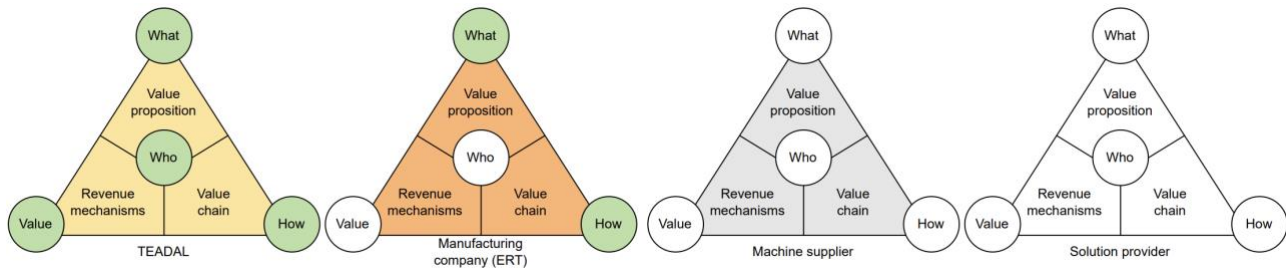 What
Value
proposition
Who
Revenue
mechanisms
Value
chain
Value
How
TEADAL
What
Value
proposition
Who
Revenue
mechanisms
Value
chain
Value
How
Manufacturing
company (ERT)
What
Value
proposition
Who
Revenue
mechanisms
Value
chain
Value
How
Machine supplier
What
Value
proposition
Who
Revenue
mechanisms
Value
chain
Value
How
Solution provider